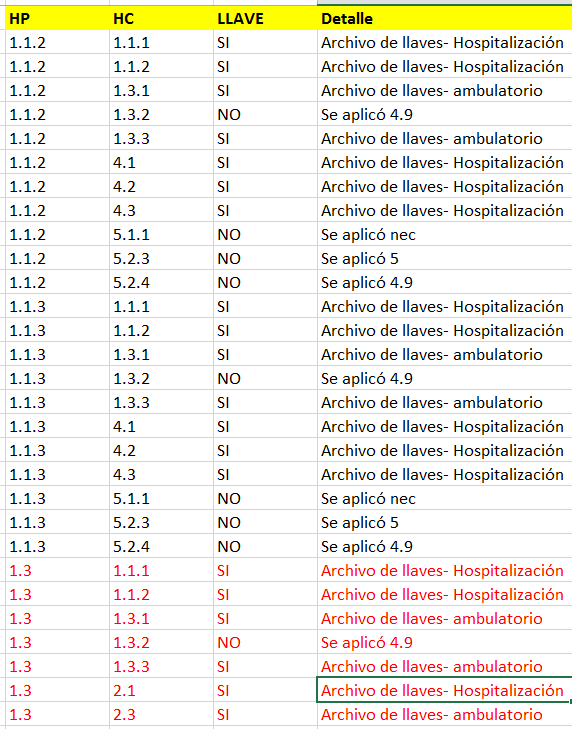 HP HC LLAVE Detalle
1.1.2 1.1.1 SI Archivo de llaves- Hospitalización
1.1.2 1.1.2 SI Archivo de llaves- Hospitalización
1.1.2 1.3.1 SI Archivo de llaves- ambulatorio
1.1.2 1.3.2 NO Se aplicó 4.9
1.1.2 1.3.3 SI Archivo de llaves- ambulatorio
1.1.2 4.1 SI Archivo de llaves- Hospitalización
1.1.2 4.2 SI Archivo de llaves- Hospitalización
1.1.2 4.3 SI Archivo de llaves- Hospitalización
1.1.2 5.1.1 NO Se aplicó nec
1.1.2 5.2.3 NO Se aplicó 5
1.1.2 5.2.4 NO Se aplicó 4.9
1.1.3 1.1.1 SI Archivo de llaves- Hospitalización
1.1.3 1.1.2 SI Archivo de llaves- Hospitalización
1.1.3 1.3.1 SI Archivo de llaves- ambulatorio
1.1.3 1.3.2 NO Se aplicó 4.9
1.1.3 1.3.3 SI Archivo de llaves- ambulatorio
1.1.3 4.1 SI Archivo de llaves- Hospitalización
1.1.3 4.2 SI Archivo de llaves- Hospitalización
1.1.3 4.3 SI Archivo de llaves- Hospitalización
1.1.3 5.1.1 NO Se aplicó nec
1.1.3 5.2.3 NO Se aplicó 5
1.1.3 5.2.4 NO Se aplicó 4.9
1.3 1.1.1 SI Archivo de llaves- Hospitalización
1.3 1.1.2 SI Archivo de llaves- Hospitalización
1.3 1.3.1 SI Archivo de llaves- ambulatorio
1.3 1.3.2 NO Se aplicó 4.9
1.3 1.3.3 SI Archivo de llaves- ambulatorio
1.3 2.1 SI Archivo de llaves- Hospitalización
1.3 2.3 SI Archivo de llaves- ambulatorio